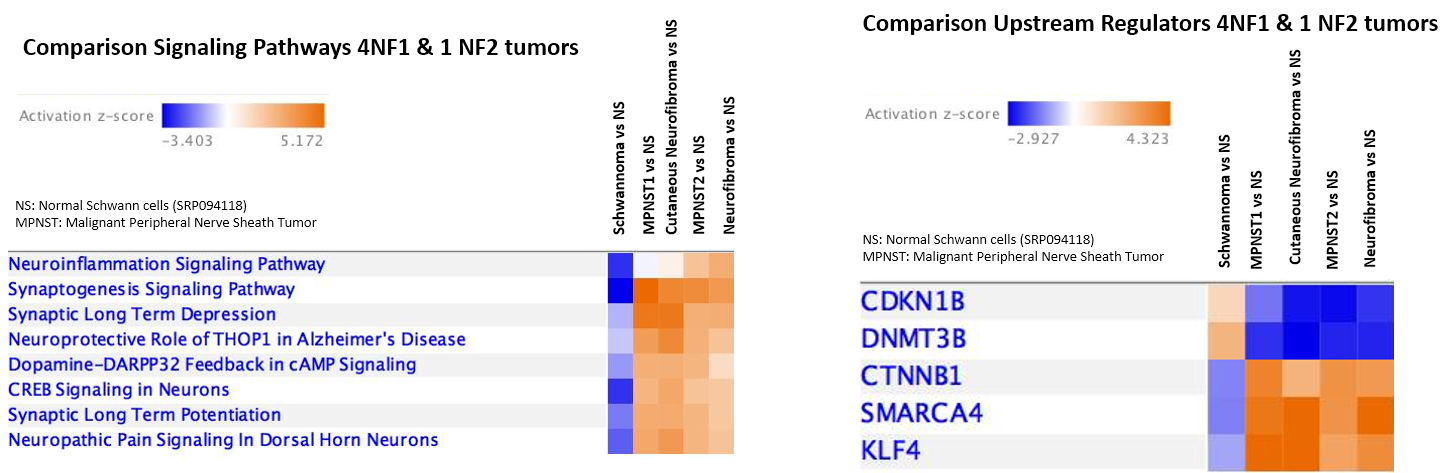 Comparison Signaling Pathways 4NF1 & 1 NF2 tumors
Activation z-score
-3.403 5.172
NS: Normal Schwann cells (SRP094118)
MPNST: Malignant Peripheral Nerve Sheath Tumor
Schwannoma vs NS
MPNST1 vs NS
Cutaneous Neurofibroma vs NS
MPNST2 vs NS
Neurofibroma vs NS
Neuroinflammation Signaling Pathway
Synaptogenesis Signaling Pathway
Synaptic Long Term Depression
Neuroprotective Role of THOP1 in Alzheimer's Disease
Dopamine-DARPP32 Feedback in cAMP Signaling
CREB Signaling in Neurons
Synaptic Long Term Potentiation
Neuropathic Pain Signaling In Dorsal Horn Neurons
Comparison Upstream Regulators 4NF1 & 1 NF2 tumors
Activation z-score
-2.927 4.323
NS: Normal Schwann cells (SRP094118)
MPNST: Malignant Peripheral Nerve Sheath Tumor
Schwannoma vs NS
MPNST1 vs NS
Cutaneous Neurofibroma vs NS
MPNST2 vs NS
Neurofibroma vs NS
CDKN1B
DNMT3B
CTNNB1
SMARCA4
KLF4